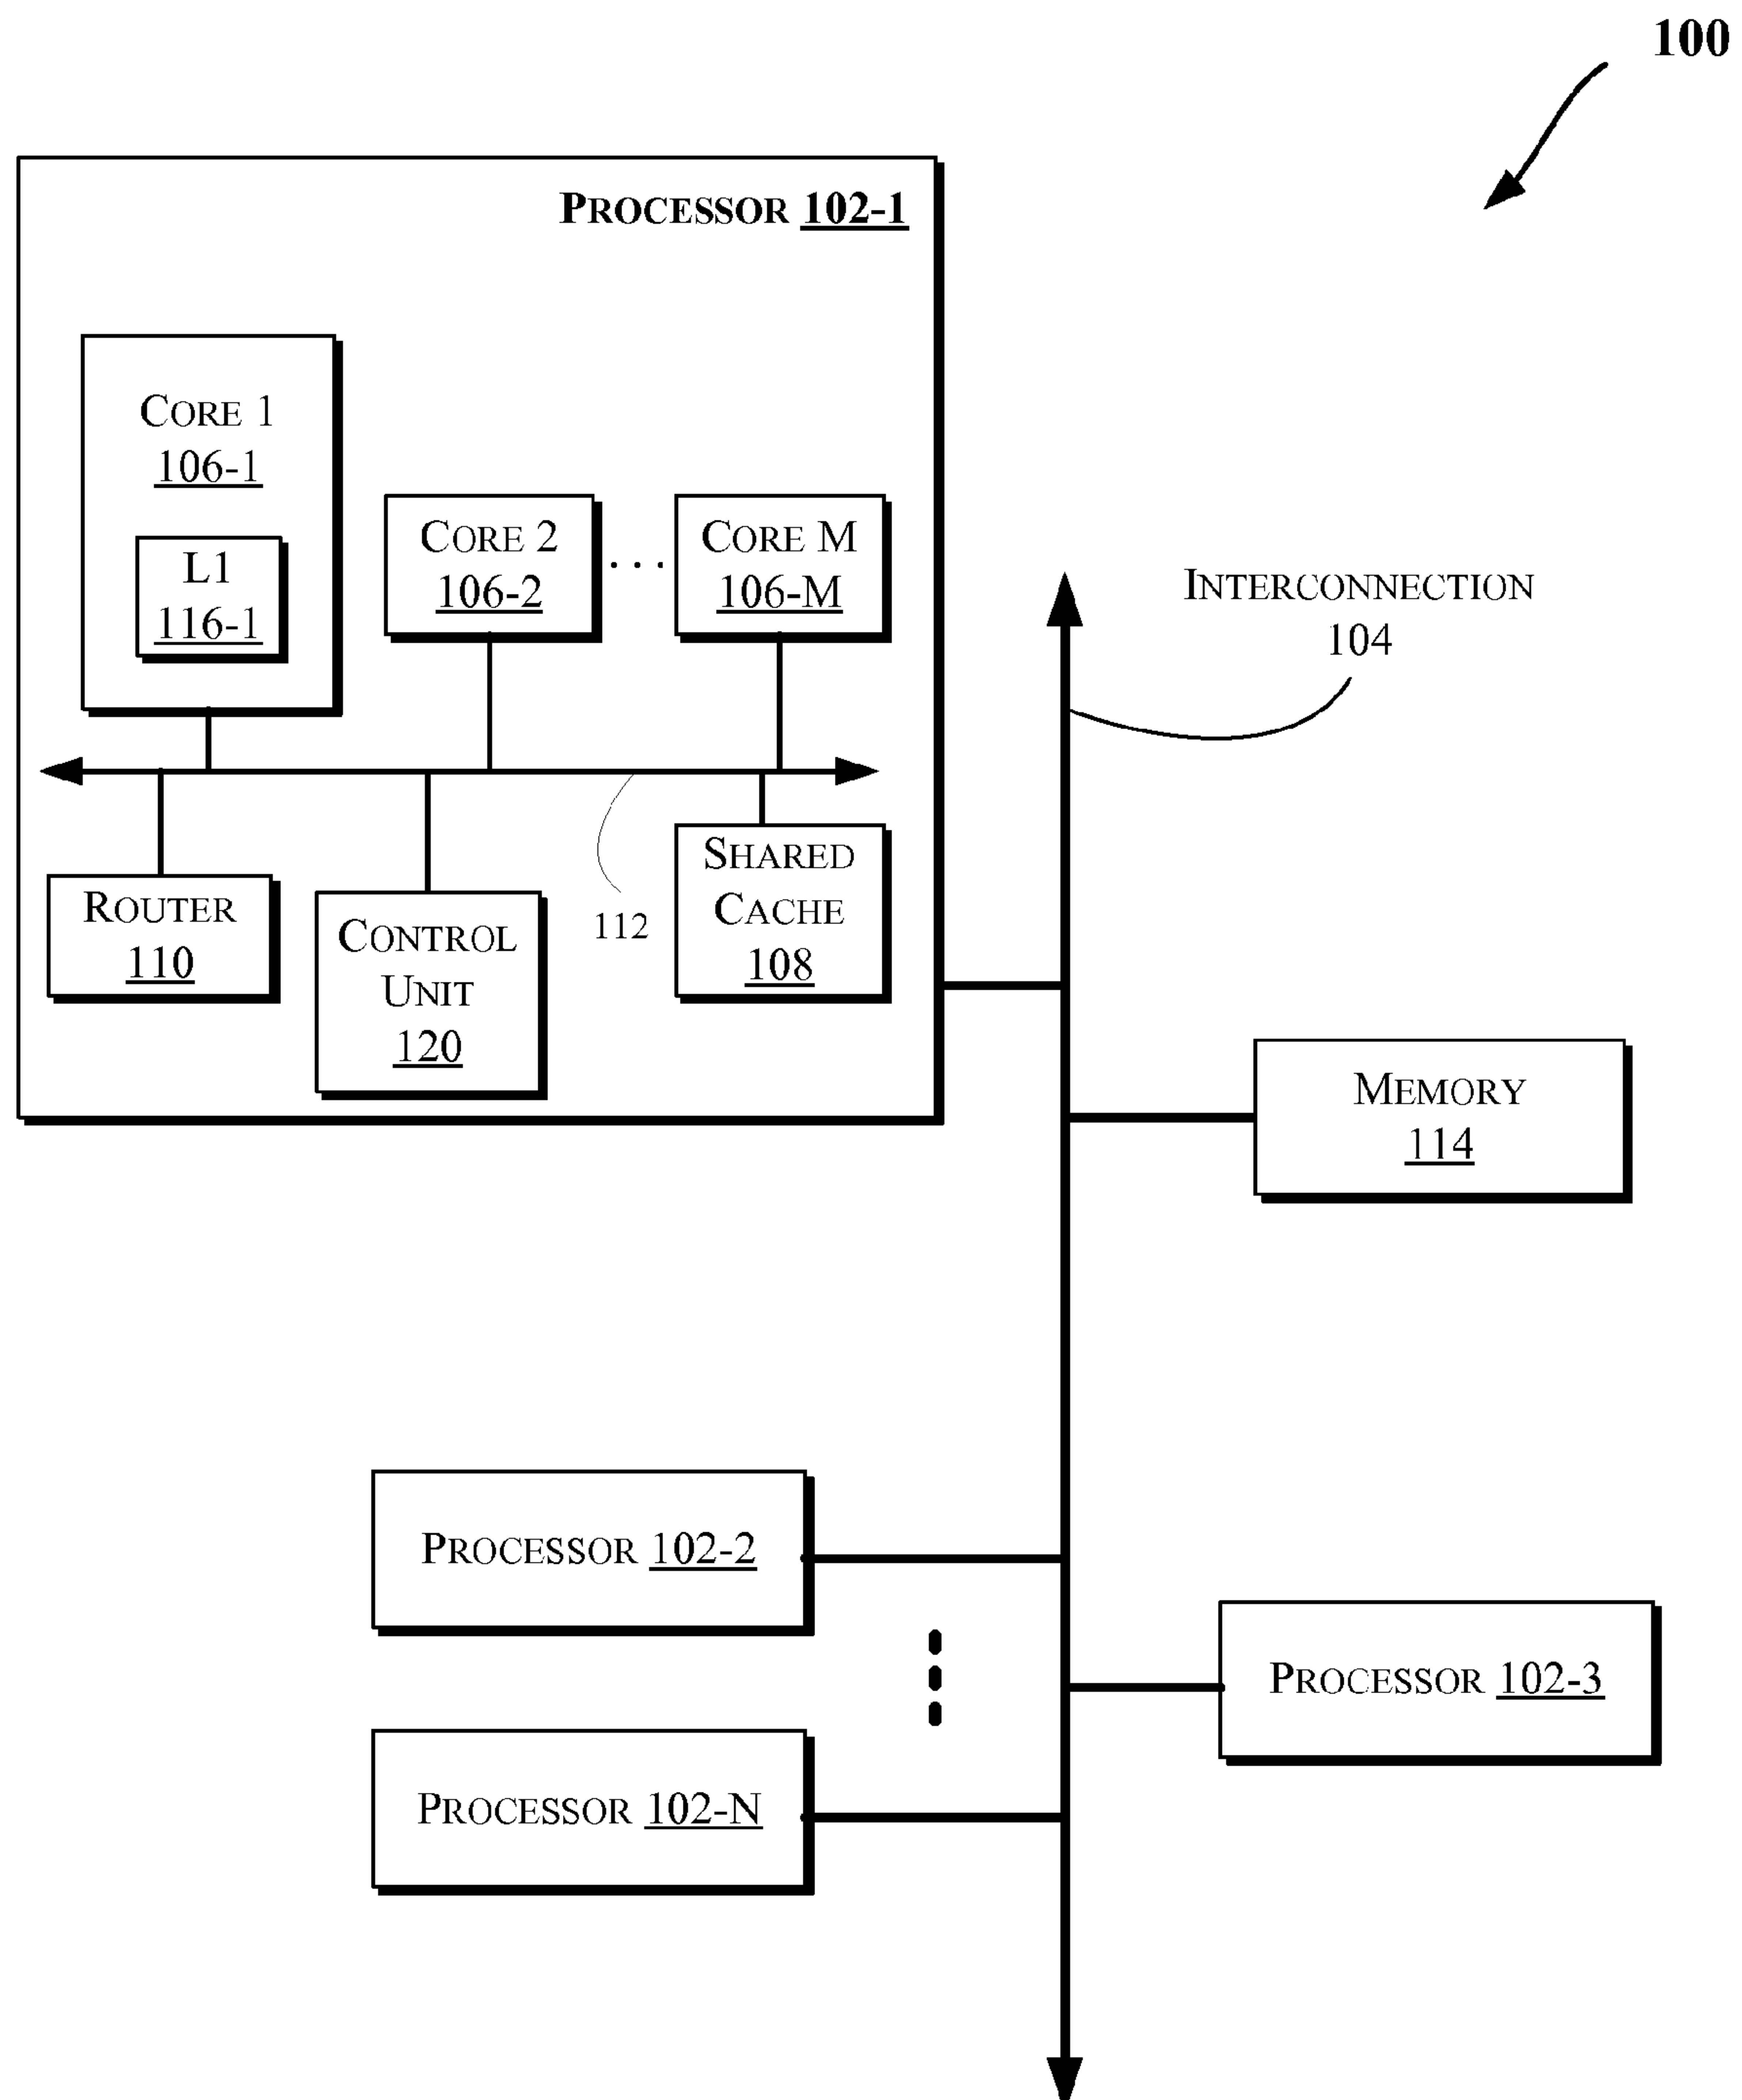 100
PROCESSOR 102-1
CORE 1
106-1
L1
116-1
CORE 2
106-2
. . .
CORE M
106-M
INTERCONNECTION
104
ROUTER
110
CONTROL
UNIT
120
112
SHARED
CACHE
108
MEMORY
114
PROCESSOR 102-2
PROCESSOR 102-3
PROCESSOR 102-N